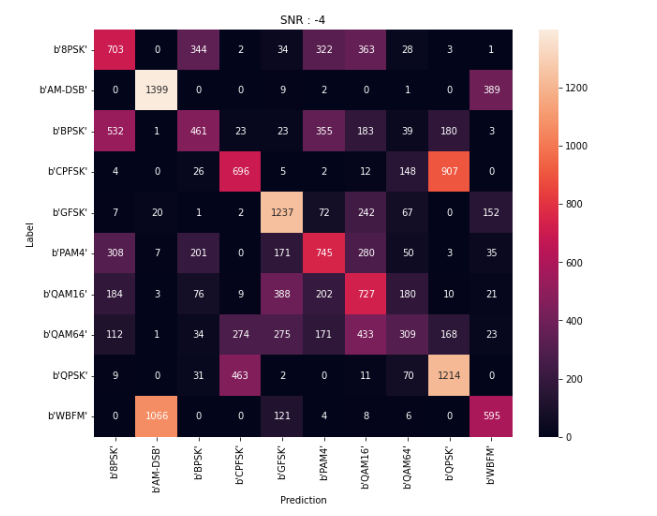 SNR : -4
b'8PSK' 703 0 344 2 34 322 363 28 3 1
b'AM-DSB' 0 1399 0 0 9 2 0 1 0 389
b'BPSK' 532 1 461 23 23 355 183 39 180 3
b'CPFSK' 4 0 26 696 5 2 12 148 907 0
b'GFSK' 7 20 1 2 1237 72 242 67 0 152
b'PAM4' 308 7 201 0 171 745 280 50 3 35
b'QAM16' 184 3 76 9 388 202 727 180 10 21
b'QAM64' 112 1 34 274 275 171 433 309 168 23
b'QPSK' 9 0 31 463 2 0 11 70 1214 0
b'WBFM' 0 1066 0 0 121 4 8 6 0 595
b'8PSK' b'AM-DSB' b'BPSK' b'CPFSK' b'GFSK' b'PAM4' b'QAM16' b'QAM64' b'QPSK' b'WBFM'
Prediction
Label
1200
1000
800
600
400
200
0